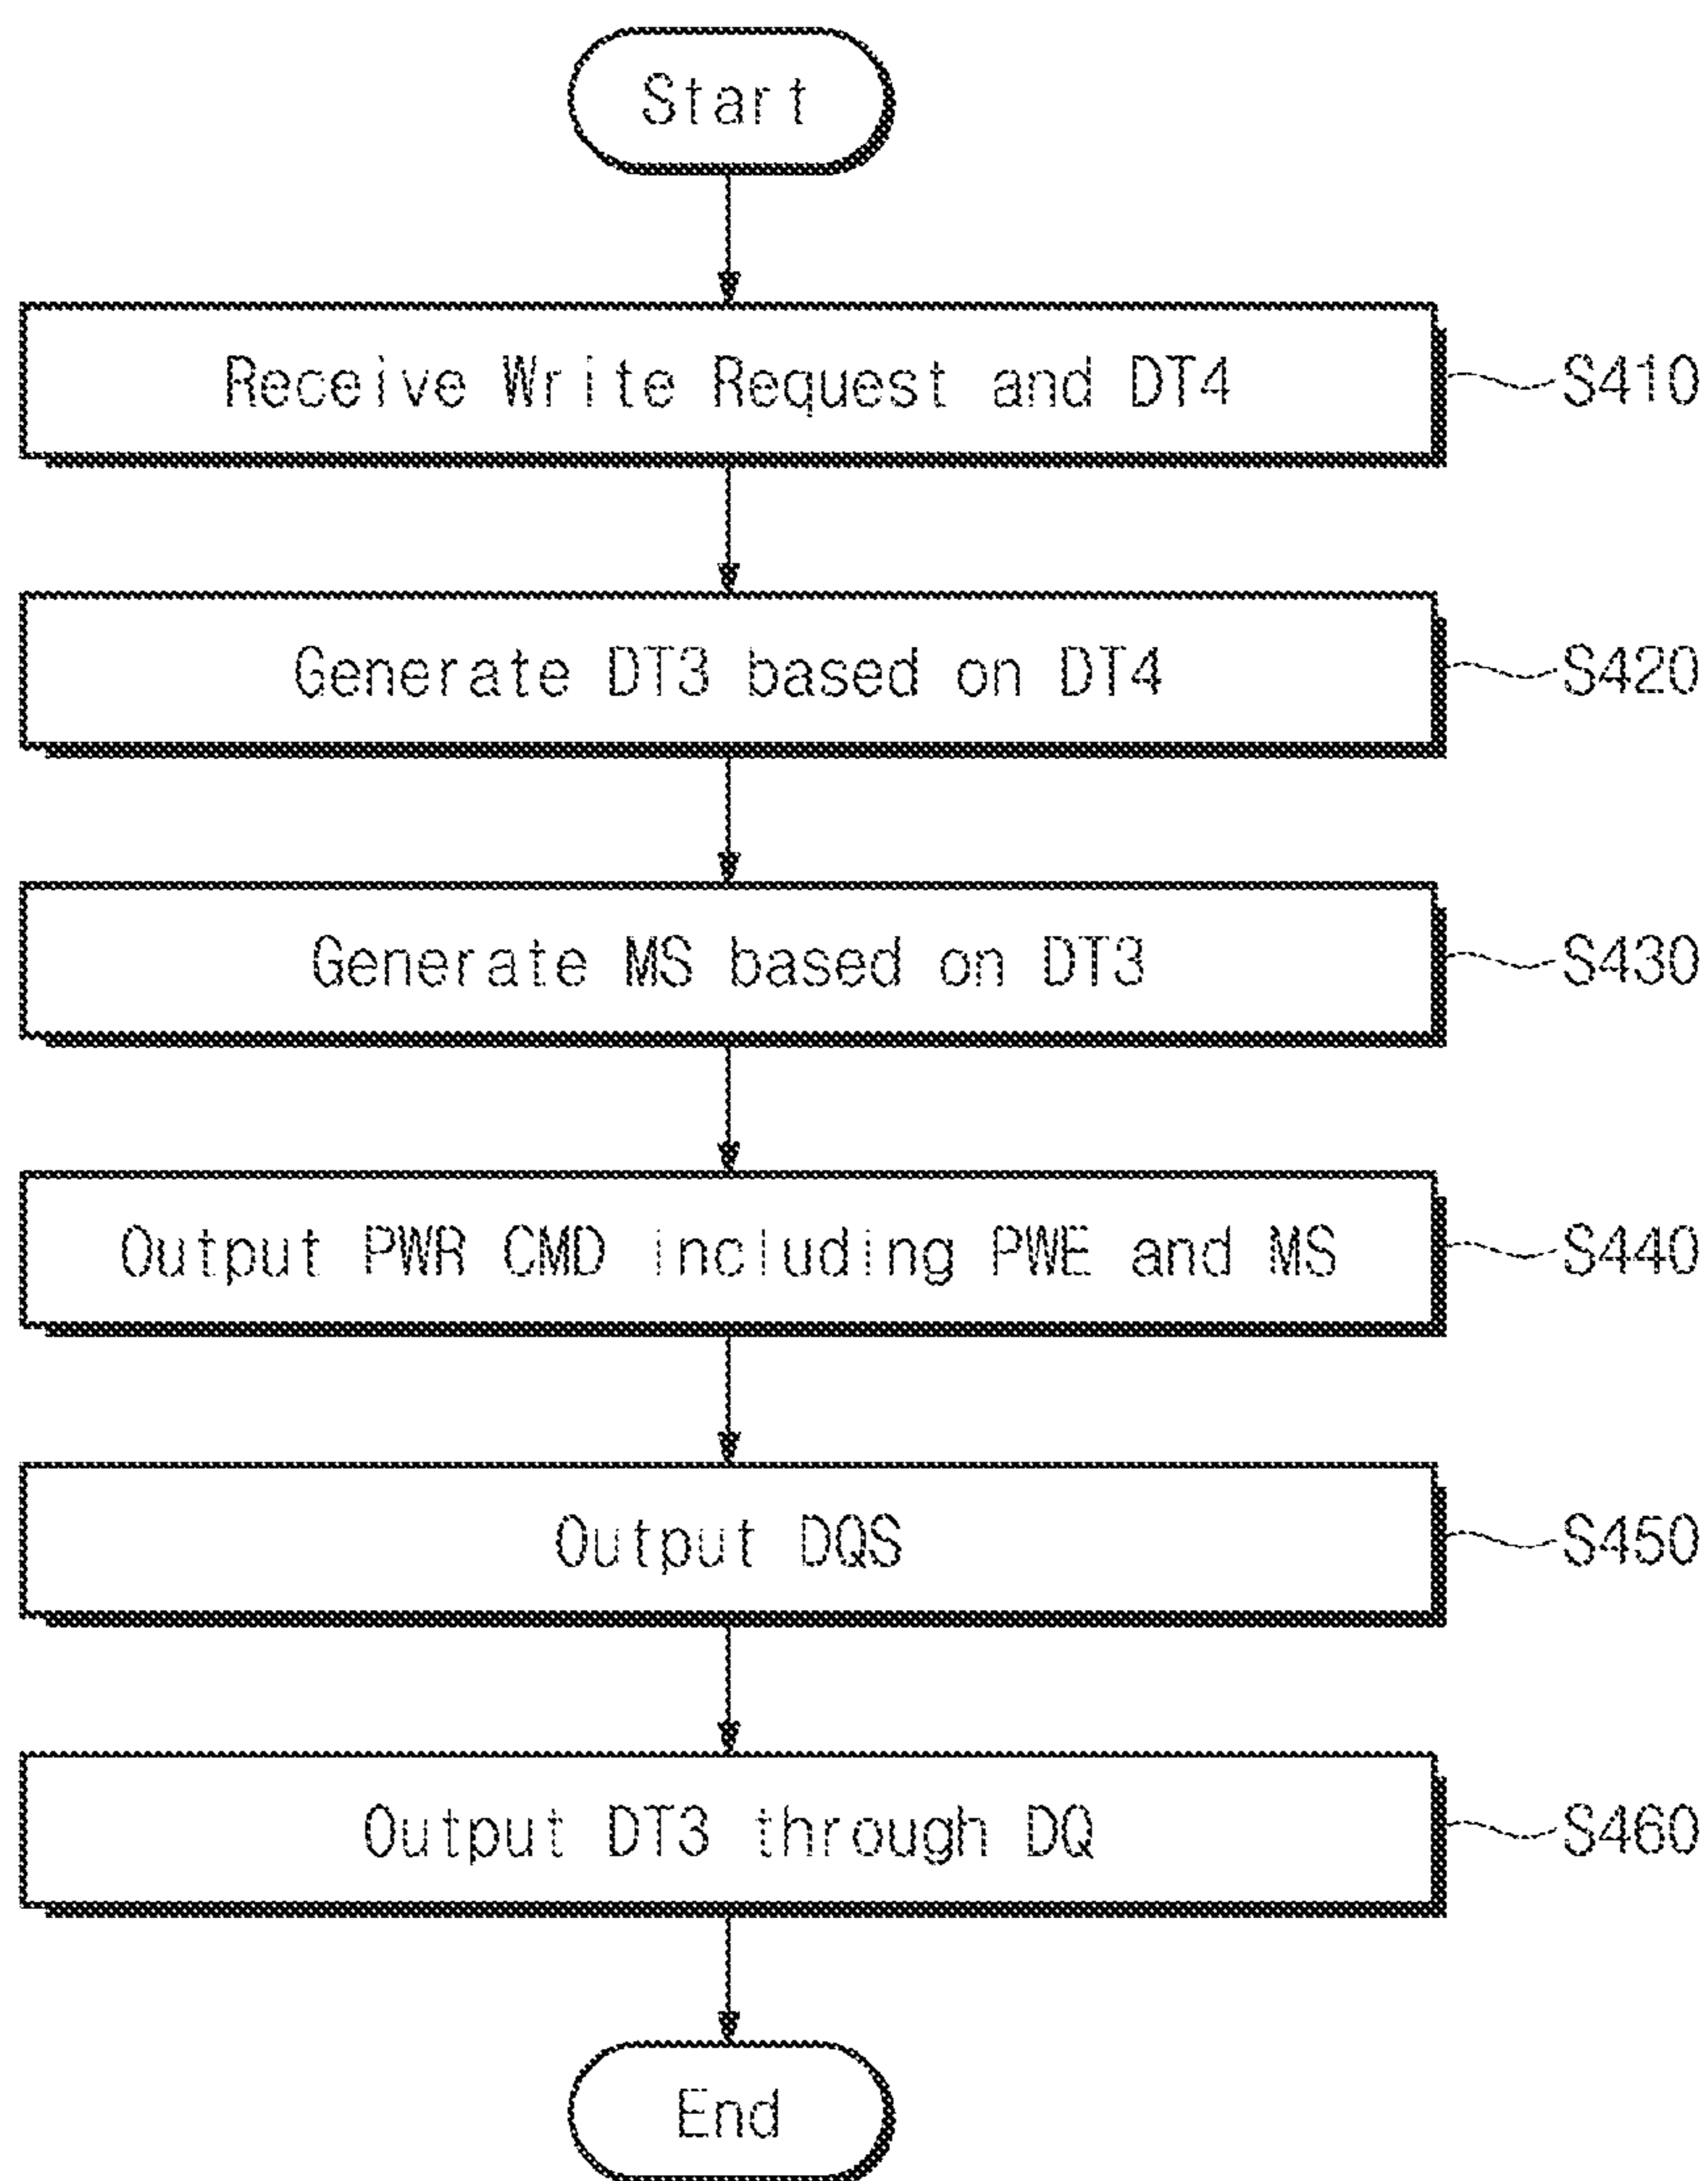 Start
Receive Write Request and DT4
S410
Generate DT3 based on DT4
S420
Generate MS based on DT3
S430
Output PWR CMD including PWE and MS
S440
Output DQS
S450
Output DT3 through DQ
S460
End